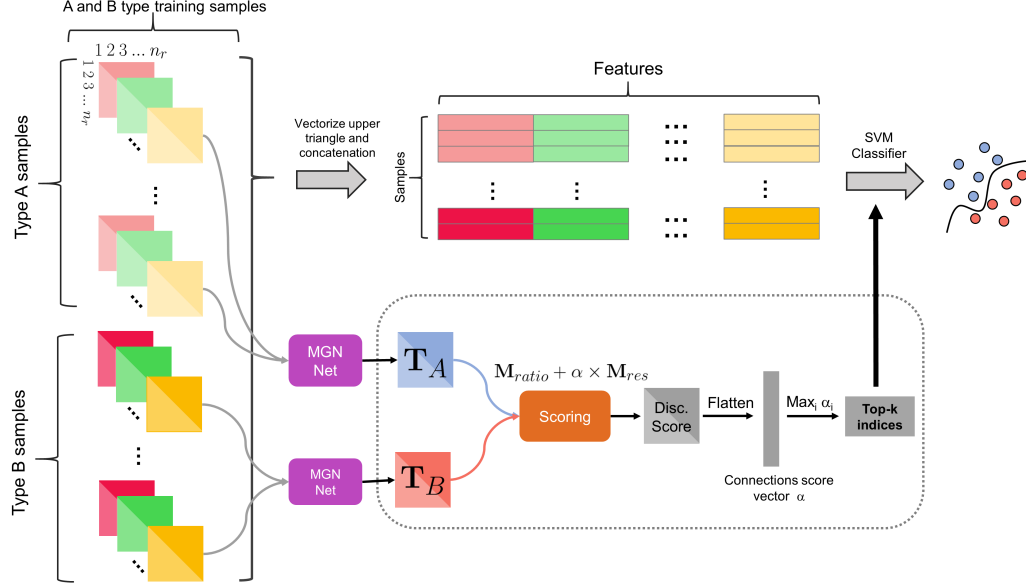 A and B type training samples
1 2 3 ... n_r
1 2 3 ... n_r
Type A samples
Type B samples
Vectorize upper
triangle and
concatenation
Features
Samples
...
SVM
Classifier
MGN
Net
MGN
Net
T_A
T_B
M_ratio + α × M_res
Scoring
Disc.
Score
Flatten
Connections score
vector α
Max_i α_i
Top-k
indices